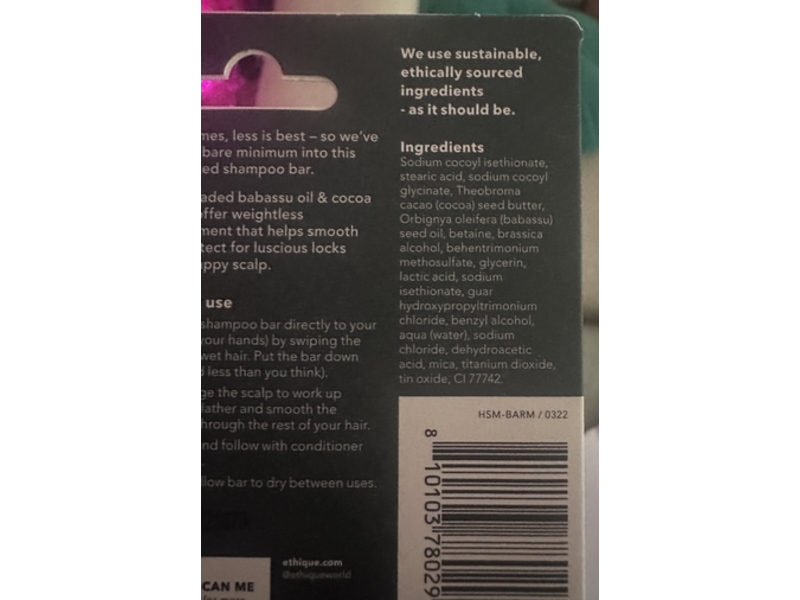 mes, less is best – so we've
bare minimum into this
ed shampoo bar.
aded babassu oil & cocoa
offer weightless
ment that helps smooth
tect for luscious locks
appy scalp.
use
shampoo bar directly to your
your hands) by swiping the
wet hair. Put the bar down
less than you think).
ge the scalp to work up
lather and smooth the
through the rest of your hair.
nd follow with conditioner
llow bar to dry between uses.
CAN ME
ethique.com
@ethiqueworld
We use sustainable,
ethically sourced
ingredients
- as it should be.
Ingredients
Sodium cocoyl isethionate,
stearic acid, sodium cocoyl
glycinate, Theobroma
cacao (cocoa) seed butter,
Orbignya oleifera (babassu)
seed oil, betaine, brassica
alcohol, behentrimonium
methosulfate, glycerin,
lactic acid, sodium
isethionate, guar
hydroxypropyltrimonium
chloride, benzyl alcohol,
aqua (water), sodium
chloride, dehydroacetic
acid, mica, titanium dioxide,
tin oxide, CI 77742.
HSM-BARM / 0322
8 10103 78029